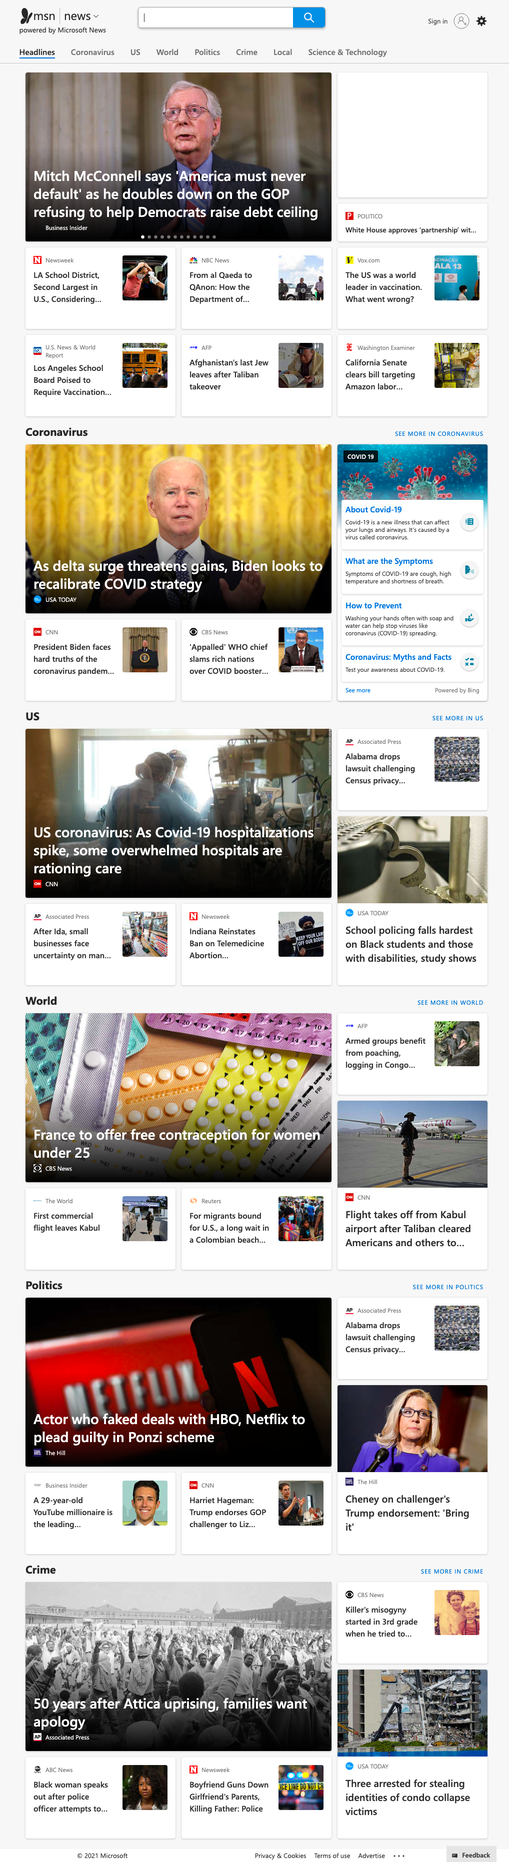 msn news
powered by Microsoft News
Sign in
Headlines Coronavirus US World Politics Crime Local Science & Technology
Mitch McConnell says 'America must never
default' as he doubles down on the GOP
refusing to help Democrats raise debt ceiling
Business Insider
POLITICO
White House approves 'partnership' wit...
Newsweek
LA School District,
Second Largest in
U.S., Considering...
NBC News
From al Qaeda to
QAnon: How the
Department of...
Vox.com
The US was a world
leader in vaccination.
What went wrong?
U.S. News & World
Report
Los Angeles School
Board Poised to
Require Vaccination...
AFP
Afghanistan's last Jew
leaves after Taliban
takeover
Washington Examiner
California Senate
clears bill targeting
Amazon labor...
Coronavirus
SEE MORE IN CORONAVIRUS
As delta surge threatens gains, Biden looks to
recalibrate COVID strategy
USA TODAY
COVID 19
About Covid-19
Covid-19 is a new illness that can affect
your lungs and airways. It's caused by a
virus called coronavirus.
What are the Symptoms
Symptoms of COVID-19 are cough, high
temperature and shortness of breath.
How to Prevent
Washing your hands often with soap and
water can help stop viruses like
coronavirus (COVID-19) spreading.
Coronavirus: Myths and Facts
Test your awareness about COVID-19.
See more
Powered by Bing
CNN
President Biden faces
hard truths of the
coronavirus pandem...
CBS News
'Appalled' WHO chief
slams rich nations
over COVID booster...
US
SEE MORE IN US
US coronavirus: As Covid-19 hospitalizations
spike, some overwhelmed hospitals are
rationing care
CNN
Associated Press
Alabama drops
lawsuit challenging
Census privacy...
USA TODAY
School policing falls hardest
on Black students and those
with disabilities, study shows
Associated Press
After Ida, small
businesses face
uncertainty on man...
Newsweek
Indiana Reinstates
Ban on Telemedicine
Abortion...
World
SEE MORE IN WORLD
France to offer free contraception for women
under 25
CBS News
AFP
Armed groups benefit
from poaching,
logging in Congo...
CNN
Flight takes off from Kabul
airport after Taliban cleared
Americans and others to...
The World
First commercial
flight leaves Kabul
Reuters
For migrants bound
for U.S., a long wait in
a Colombian beach...
Politics
SEE MORE IN POLITICS
NETFLIX
Actor who faked deals with HBO, Netflix to
plead guilty in Ponzi scheme
The Hill
Associated Press
Alabama drops
lawsuit challenging
Census privacy...
The Hill
Cheney on challenger's
Trump endorsement: 'Bring
it'
Business Insider
A 29-year-old
YouTube millionaire is
the leading...
CNN
Harriet Hageman:
Trump endorses GOP
challenger to Liz...
Crime
SEE MORE IN CRIME
50 years after Attica uprising, families want
apology
Associated Press
CBS News
Killer's misogyny
started in 3rd grade
when he tried to...
USA TODAY
Three arrested for stealing
identities of condo collapse
victims
ABC News
Black woman speaks
out after police
officer attempts to...
Newsweek
Boyfriend Guns Down
Girlfriend's Parents,
Killing Father: Police
© 2021 Microsoft
Privacy & Cookies Terms of use Advertise ...
Feedback